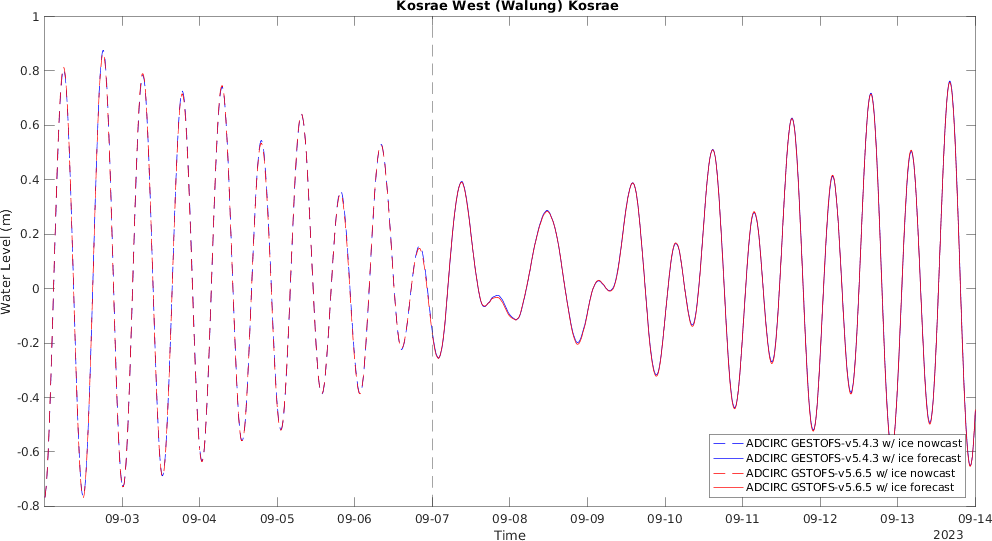 Kosrae West (Walung) Kosrae
1
0.8
0.6
0.4
0.2
0
-0.2
-0.4
-0.6
-0.8
Water Level (m)
ADCIRC GESTOFS-v5.4.3 w/ ice nowcast
ADCIRC GESTOFS-v5.4.3 w/ ice forecast
ADCIRC GSTOFS-v5.6.5 w/ ice nowcast
ADCIRC GSTOFS-v5.6.5 w/ ice forecast
09-03 09-04 09-05 09-06 09-07 09-08 09-09 09-10 09-11 09-12 09-13 09-14
Time
2023